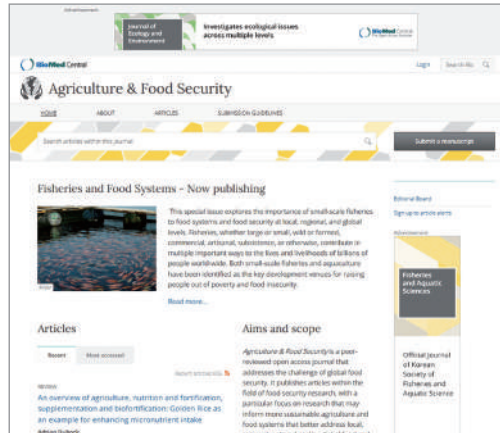 Advertisement
Journal of
Ecology and
Environment
Investigates ecological issues
across multiple levels
BioMed Central
BioMed Central
Login
Agriculture & Food Security
HOME
ABOUT
ARTICLES
SUBMISSION GUIDELINES
Search articles within this journal
Submit a manuscript
Fisheries and Food Systems - Now publishing
This special issue explores the importance of small-scale fisheries
to food systems and food security at local, regional, and global
levels. Fisheries, whether large or small, wild or farmed,
commercial, artisanal, subsistence, or otherwise, contribute in
multiple important ways to the lives and livelihoods of billions of
people worldwide. Both small-scale fisheries and aquaculture
have been identified as the key development venues for raising
people out of poverty and food insecurity.
Read more...
Editorial Board
Sign up to article alerts
Advertisement
Fisheries
and Aquatic
Sciences
Official Journal
of Korean
Society of
Fisheries and
Aquatic Science
Articles
Recent
Most accessed
Recent articles RSS
REVIEW
An overview of agriculture, nutrition and fortification,
supplementation and biofortification: Golden Rice as
an example for enhancing micronutrient intake
Adrian Dubock
Aims and scope
Agriculture & Food Security is a peer-
reviewed open access journal that
addresses the challenge of global food
security. It publishes articles within the
field of food security research, with a
particular focus on research that may
inform more sustainable agriculture and
food systems that better address local,